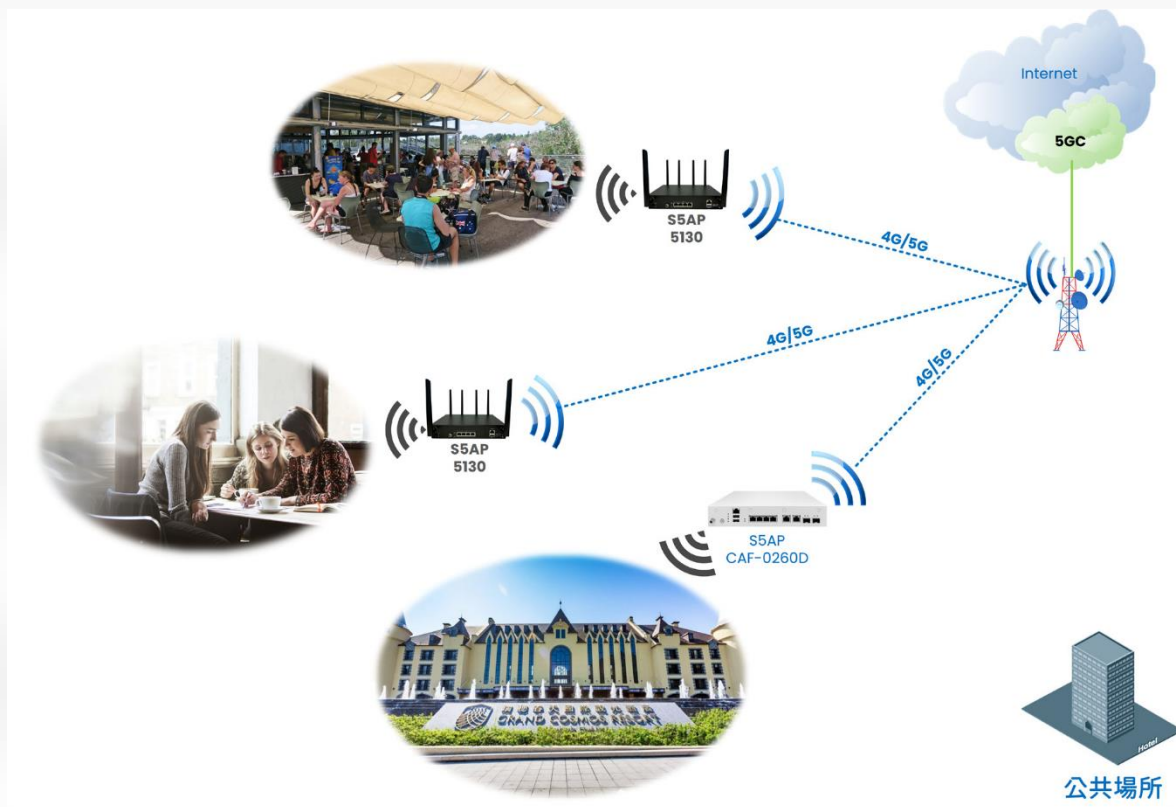 Internet
5GC
S5AP
5130
4G/5G
4G/5G
4G/5G
S5AP
5130
S5AP
CAF-0260D
GRAND COSMOS RESORT
Hotel
公共場所